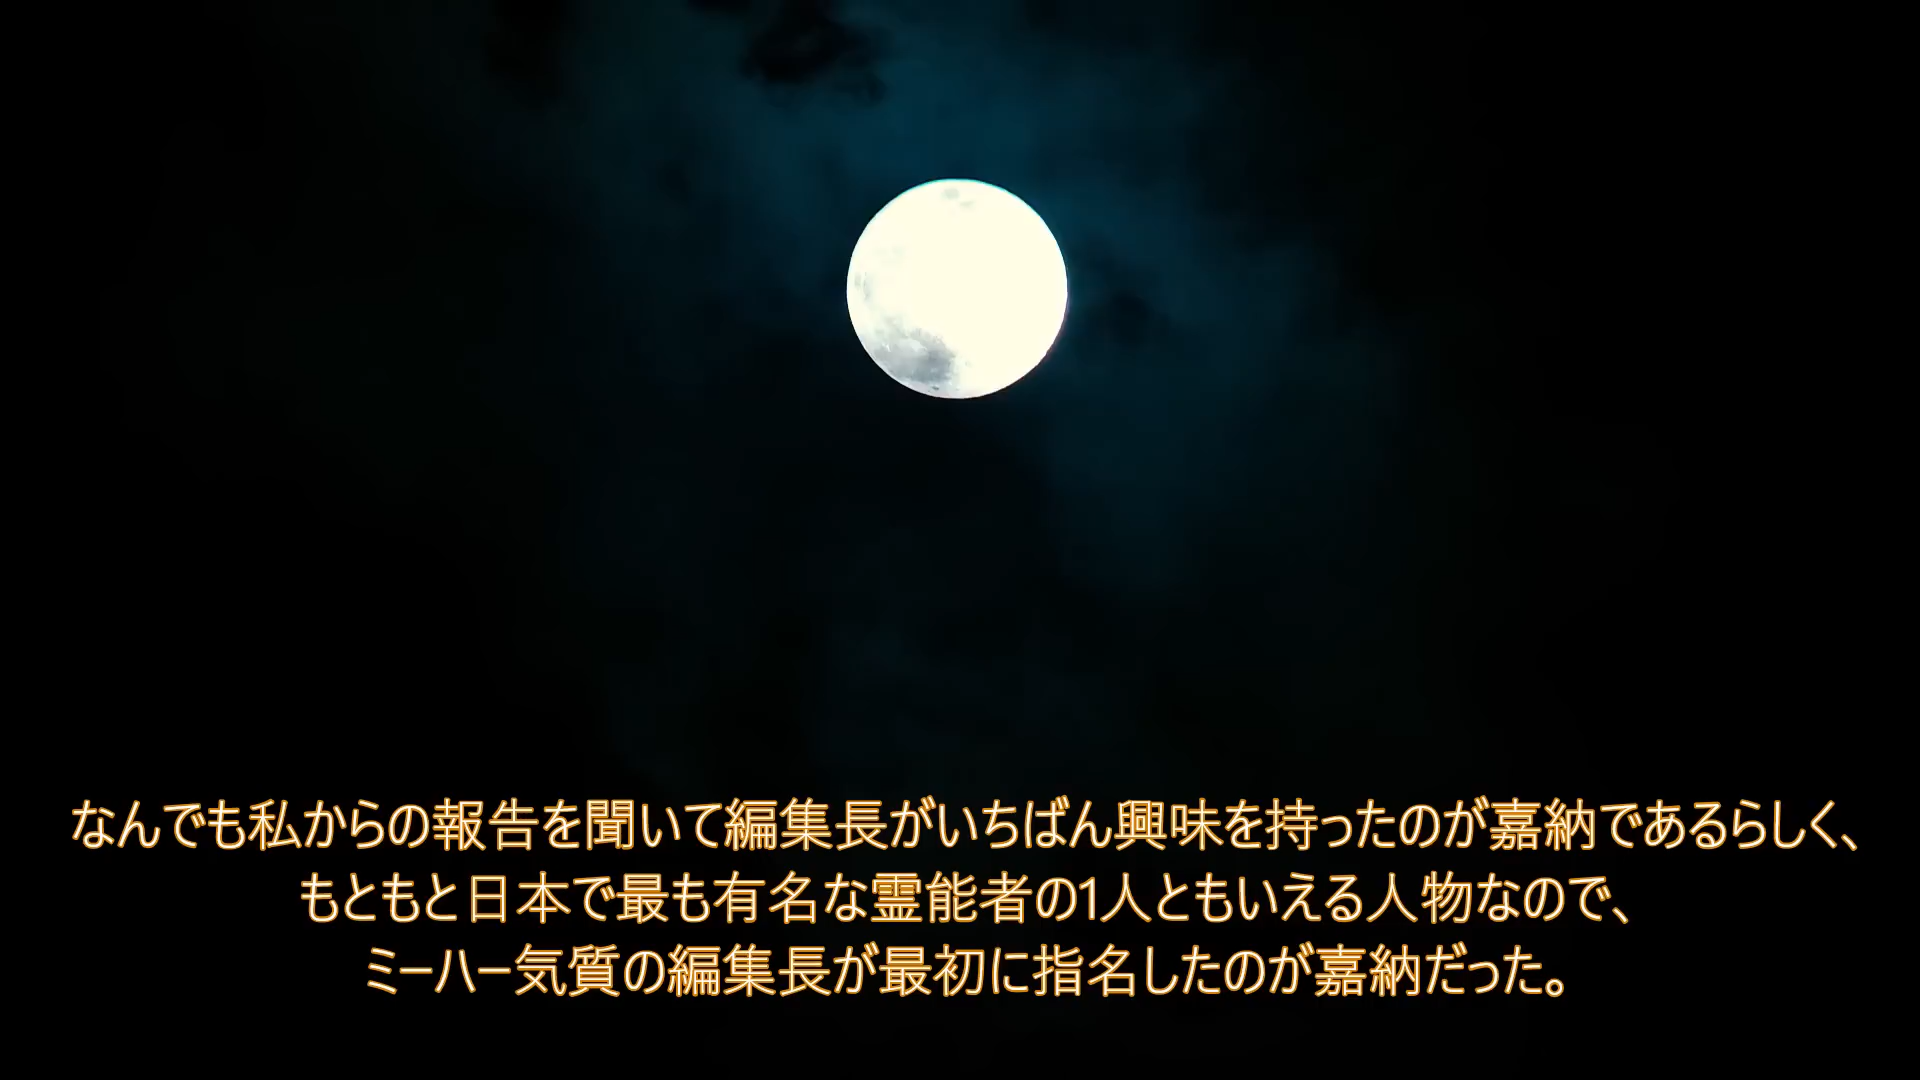 なんでも私からの報告を聞いて編集長がいちばん興味を持ったのが嘉納であるらしく、
もともと日本で最も有名な霊能者の1人ともいえる人物なので、
ミーハー気質の編集長が最初に指名したのが嘉納だった。